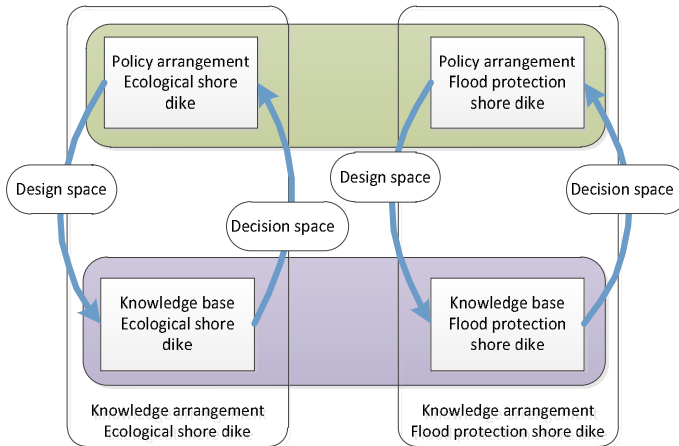 Policy arrangement
Ecological shore
dike
Policy arrangement
Flood protection
shore dike
Design space
Decision space
Design space
Decision space
Knowledge base
Ecological shore
dike
Knowledge base
Flood protection
shore dike
Knowledge arrangement
Ecological shore dike
Knowledge arrangement
Flood protection shore dike